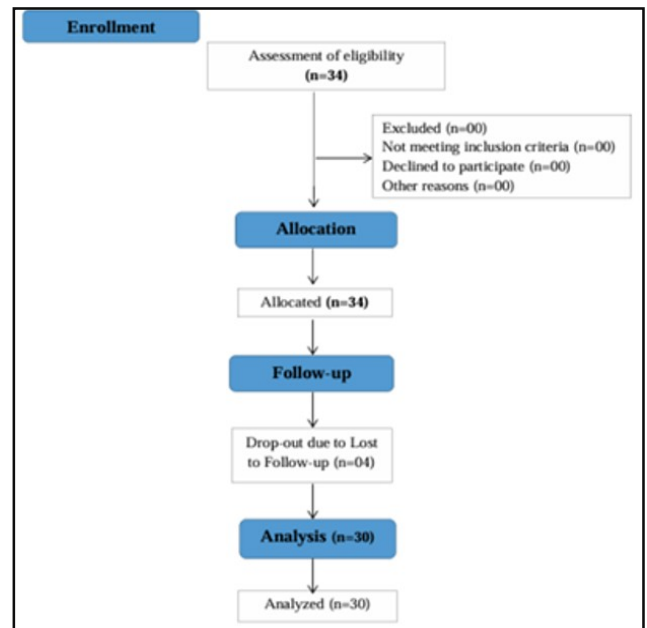 Enrollment
Assessment of eligibility
(n=34)
Excluded (n=00)
Not meeting inclusion criteria (n=00)
Declined to participate (n=00)
Other reasons (n=00)
Allocation
Allocated (n=34)
Follow-up
Drop-out due to Lost
to Follow-up (n=04)
Analysis (n=30)
Analyzed (n=30)